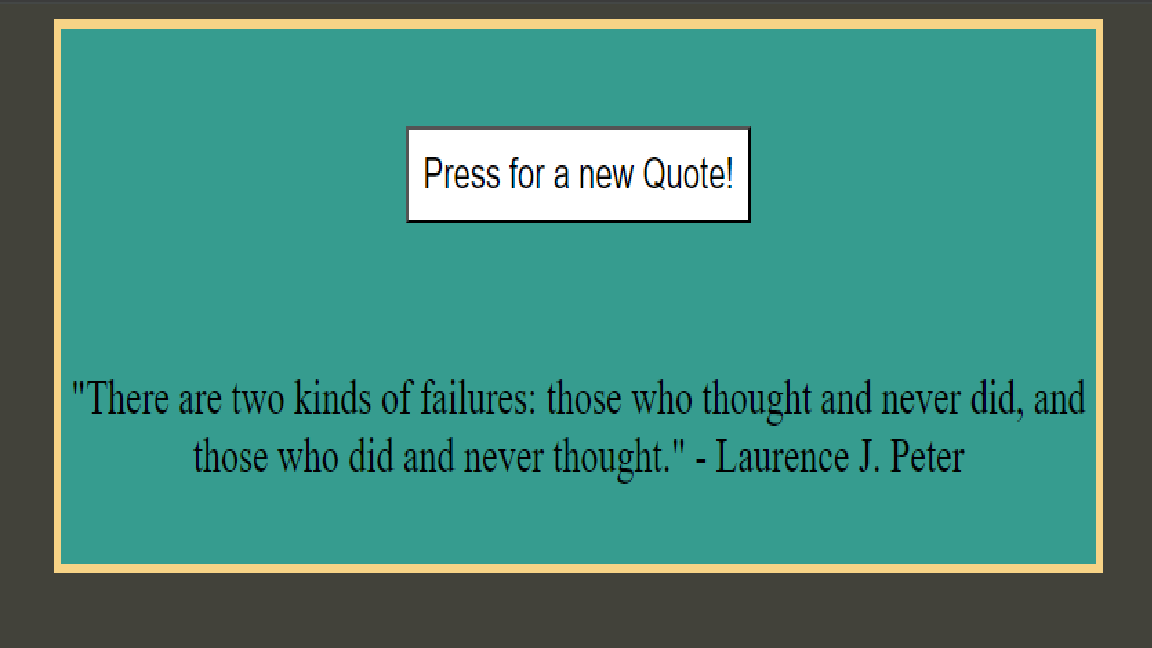 Press for a new Quote!
"There are two kinds of failures: those who thought and never did, and
those who did and never thought." - Laurence J. Peter